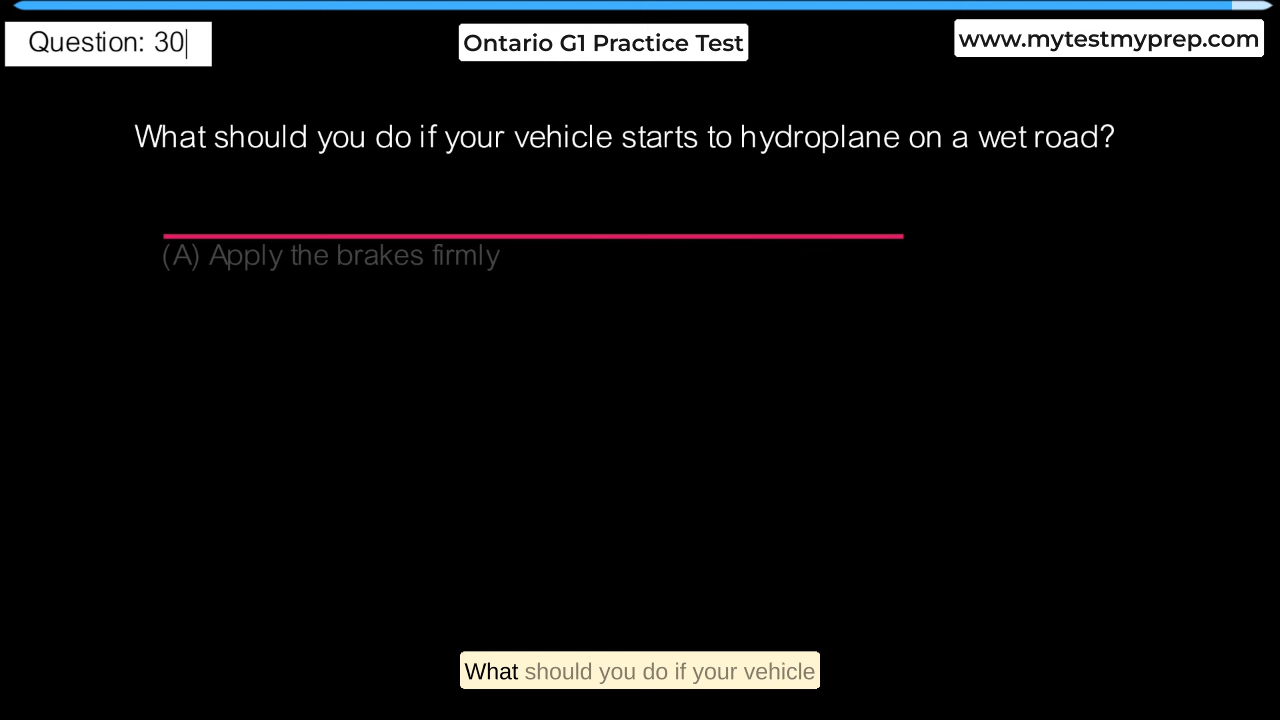 Question: 30
Ontario G1 Practice Test
www.mytestmyprep.com
What should you do if your vehicle starts to hydroplane on a wet road?
(A) Apply the brakes firmly
What should you do if your vehicle